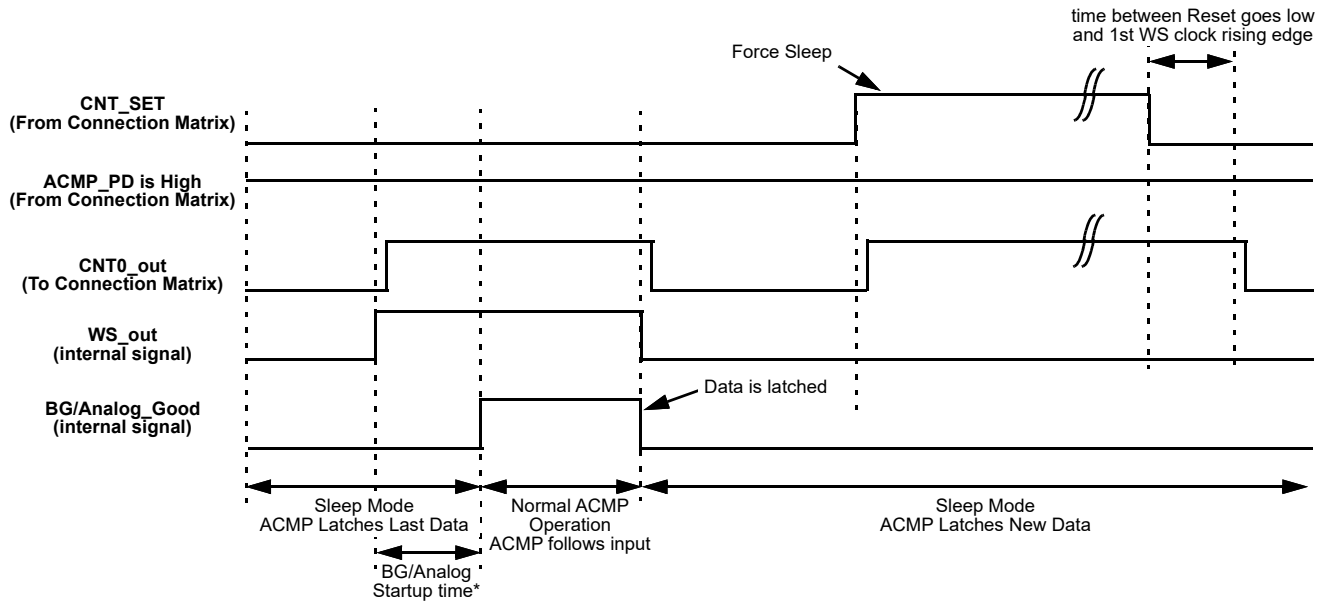 time between Reset goes low
and 1st WS clock rising edge
Force Sleep
CNT_SET
(From Connection Matrix)
ACMP_PD is High
(From Connection Matrix)
CNT0_out
(To Connection Matrix)
WS_out
(internal signal)
Data is latched
BG/Analog_Good
(internal signal)
Sleep Mode
ACMP Latches Last Data
Normal ACMP
Operation
ACMP follows input
Sleep Mode
ACMP Latches New Data
BG/Analog
Startup time*